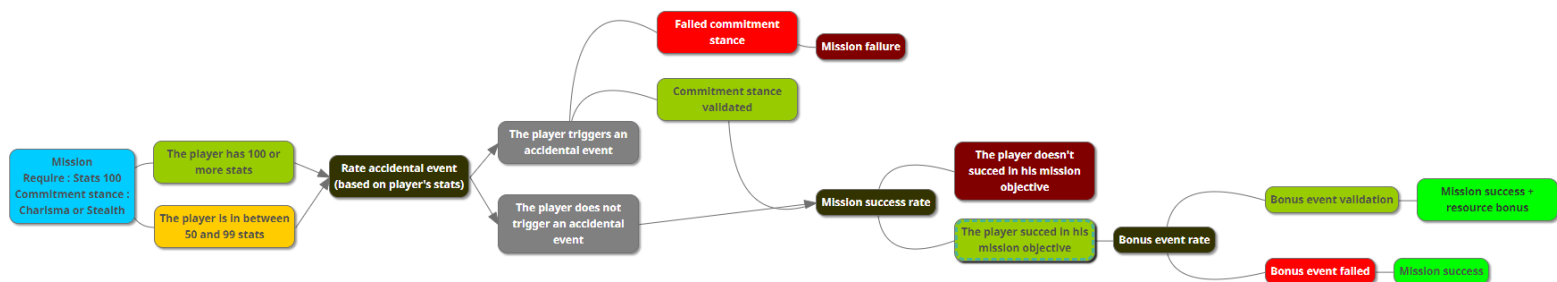 Mission
Require : Stats 100
Commitment stance :
Charisma or Stealth
The player has 100 or
more stats
The player is in between
50 and 99 stats
Rate accidental event
(based on player's stats)
The player triggers an
accidental event
The player does not
trigger an accidental
event
Failed commitment
stance
Mission failure
Commitment stance
validated
Mission success rate
The player doesn't
succed in his mission
objective
The player succed in his
mission objective
Bonus event rate
Bonus event validation
Mission success +
resource bonus
Bonus event failed
Mission success